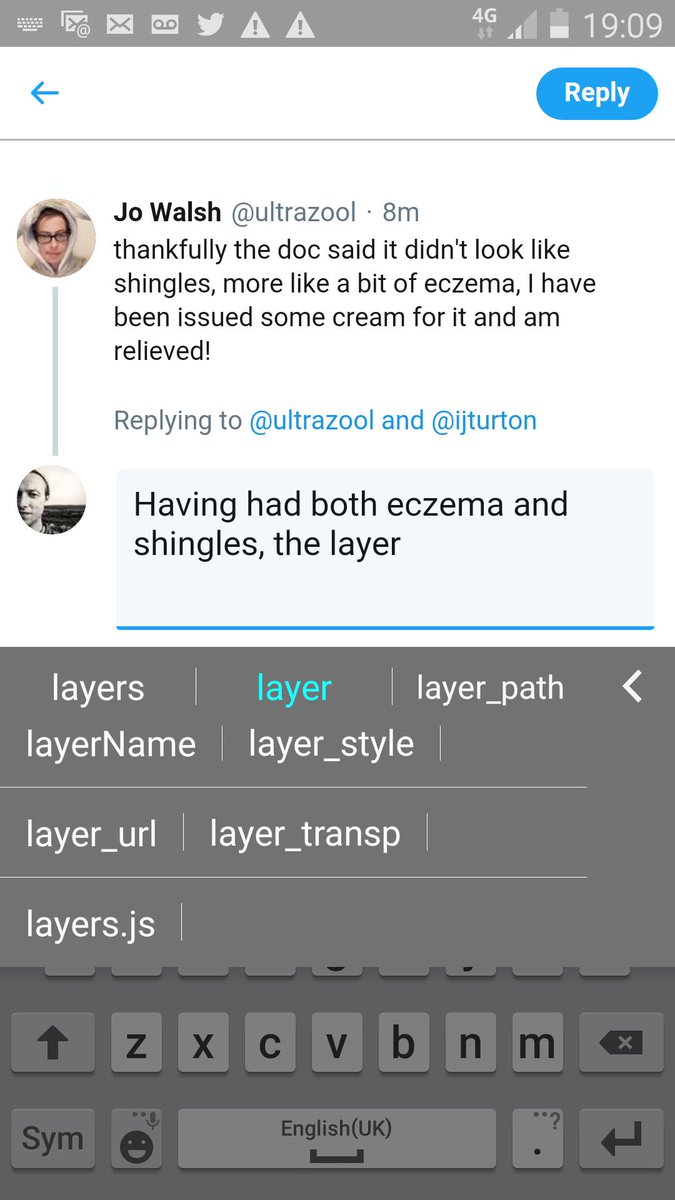 4G 19:09
Reply
Jo Walsh @ultrazool · 8m
thankfully the doc said it didn't look like
shingles, more like a bit of eczema, I have
been issued some cream for it and am
relieved!
Replying to @ultrazool and @ijturton
Having had both eczema and
shingles, the layer
layers layer layer_path
layerName layer_style
layer_url layer_transp
layers.js
z x c v b n m
Sym English(UK) . ?